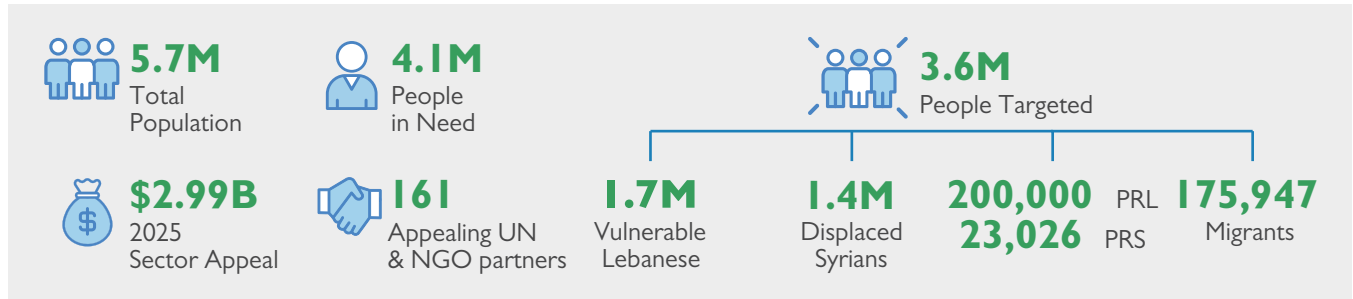 5.7M
Total
Population
4.1M
People
in Need
3.6M
People Targeted
$2.99B
2025
Sector Appeal
161
Appealing UN
& NGO partners
1.7M
Vulnerable
Lebanese
1.4M
Displaced
Syrians
200,000 PRL
23,026 PRS
175,947
Migrants